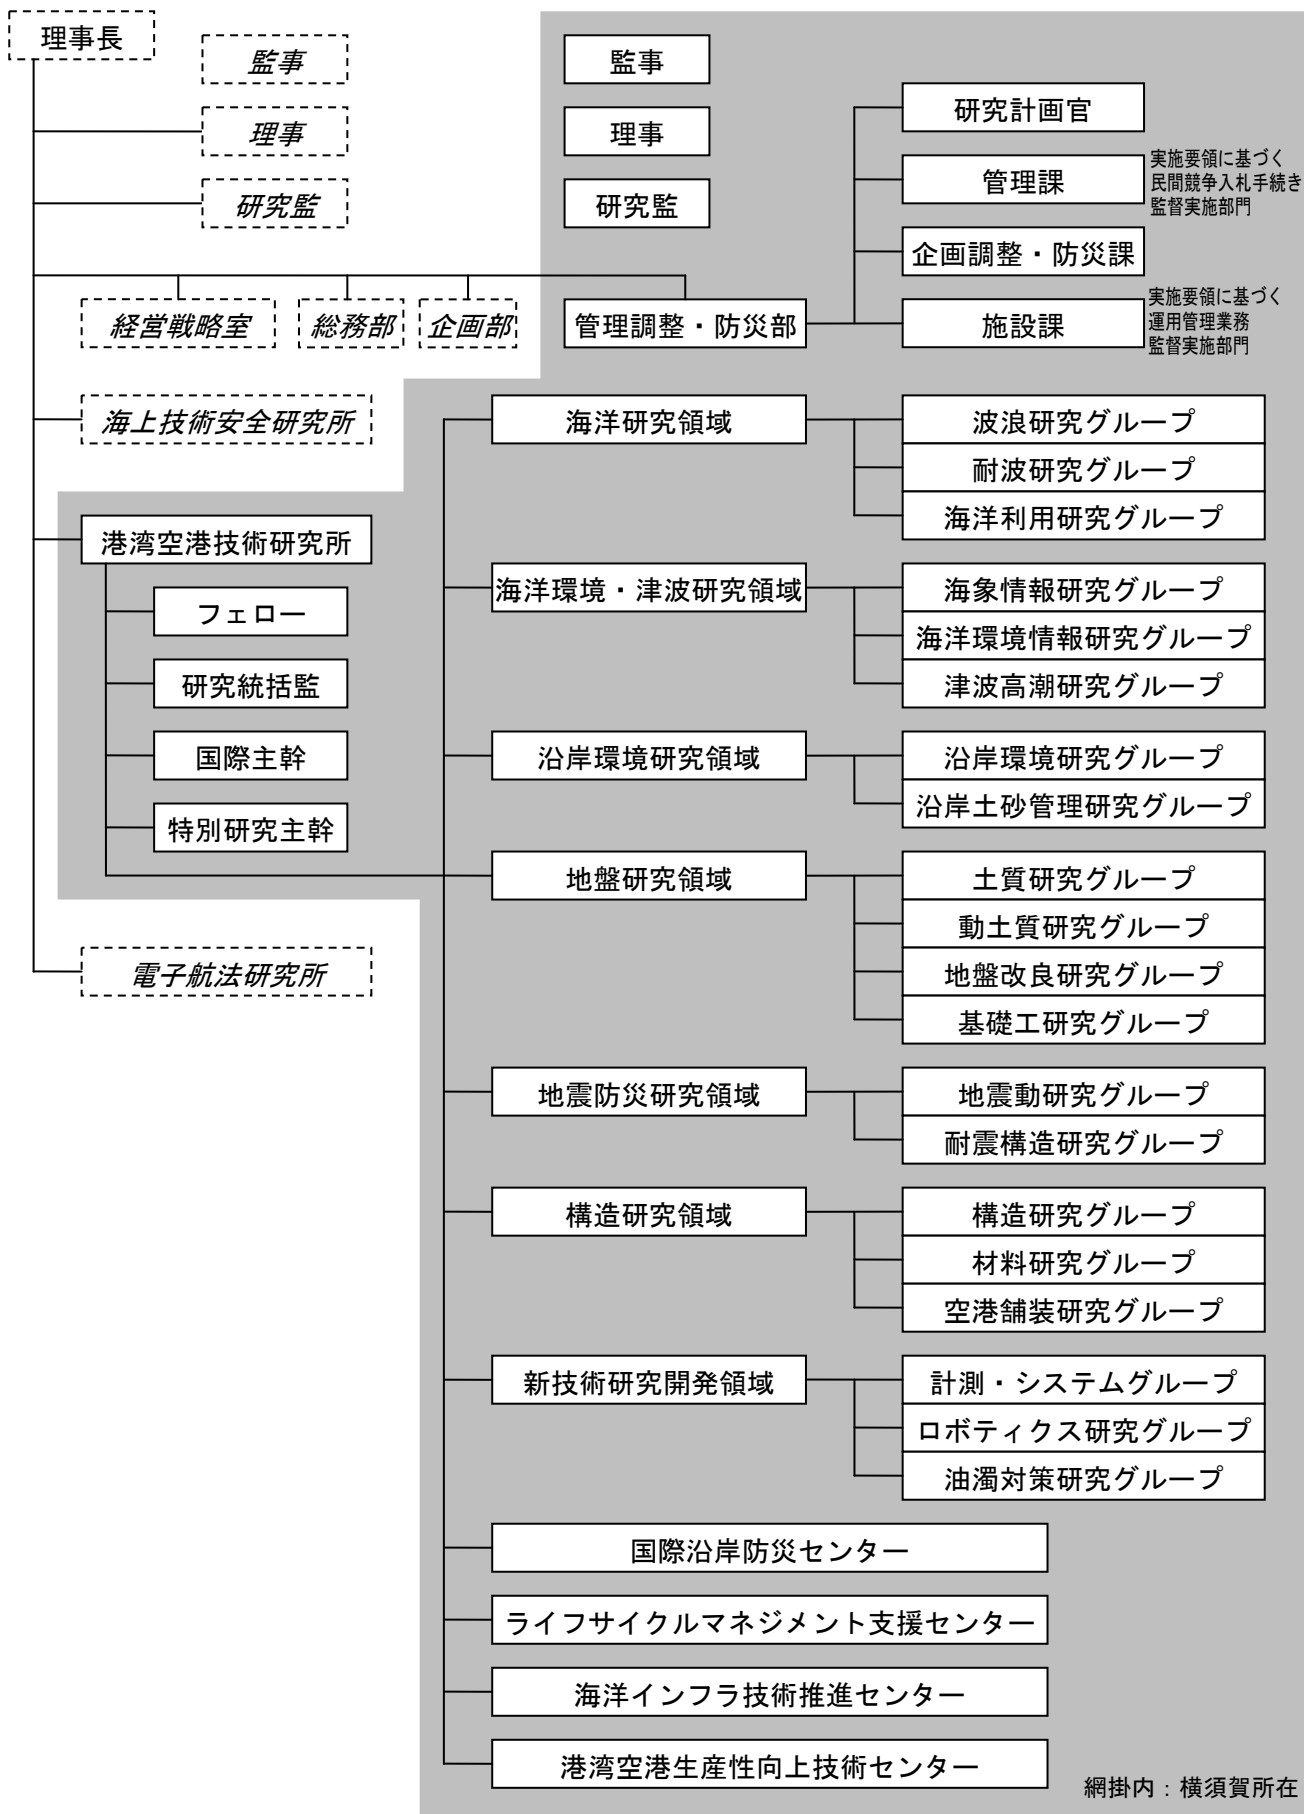 理事長
監事
監事
理事
理事
研究監
研究監
経営戦略室
総務部
企画部
管理調整・防災部
研究計画官
管理課
実施要領に基づく
民間競争入札手続き
監督実施部門
企画調整・防災課
施設課
実施要領に基づく
運用管理業務
監督実施部門
海上技術安全研究所
港湾空港技術研究所
フェロー
研究統括監
国際主幹
特別研究主幹
電子航法研究所
海洋研究領域
波浪研究グループ
耐波研究グループ
海洋利用研究グループ
海洋環境・津波研究領域
海象情報研究グループ
海洋環境情報研究グループ
津波高潮研究グループ
沿岸環境研究領域
沿岸環境研究グループ
沿岸土砂管理研究グループ
地盤研究領域
土質研究グループ
動土質研究グループ
地盤改良研究グループ
基礎工研究グループ
地震防災研究領域
地震動研究グループ
耐震構造研究グループ
構造研究領域
構造研究グループ
材料研究グループ
空港舗装研究グループ
新技術研究開発領域
計測・システムグループ
ロボティクス研究グループ
油濁対策研究グループ
国際沿岸防災センター
ライフサイクルマネジメント支援センター
海洋インフラ技術推進センター
港湾空港生産性向上技術センター
網掛内：横須賀所在